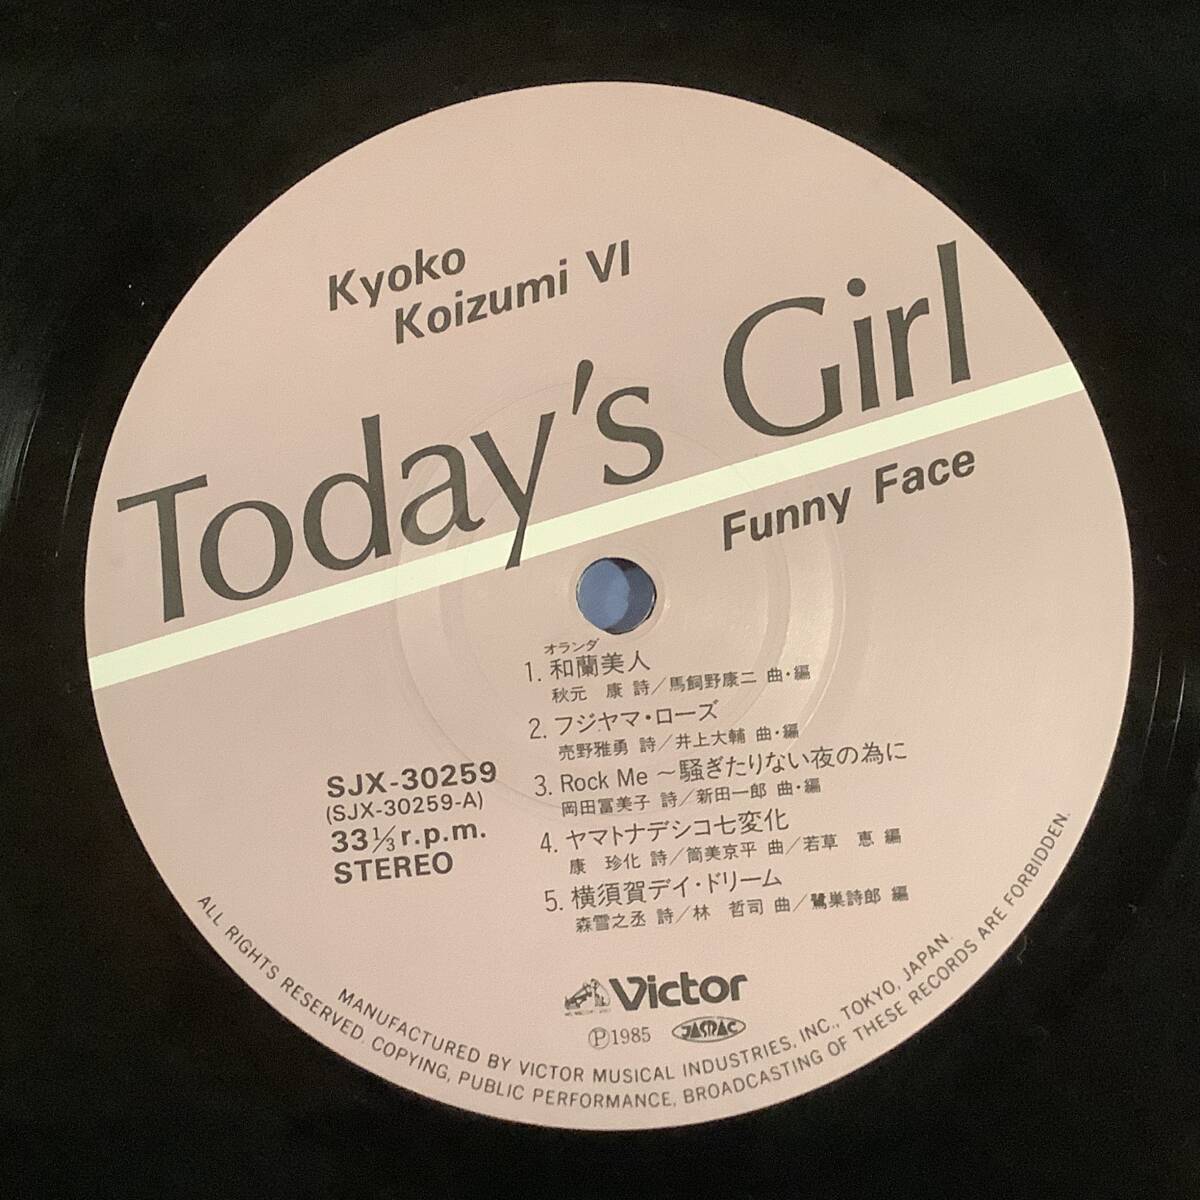 Kyoko
Koizumi VI
Today's Girl
Funny Face
オランダ
1. 和蘭美人
秋元 康 詩／馬飼野康二 曲・編
2. フジヤマ・ローズ
売野雅勇 詩／井上大輔 曲・編
3. Rock Me 〜騒ぎたりない夜の為に
岡田冨美子 詩／新田一郎 曲・編
4. ヤマトナデシコ七変化
康 珍化 詩／筒美京平 曲／若草 恵 編
5. 横須賀デイ・ドリーム
森雪之丞 詩／林 哲司 曲／鷺巣詩郎 編
SJX-30259
(SJX-30259-A)
33⅓r.p.m.
STEREO
Victor
Ⓟ1985 JASRAC
MANUFACTURED BY VICTOR MUSICAL INDUSTRIES, INC., TOKYO, JAPAN.
ALL RIGHTS RESERVED. COPYING, PUBLIC PERFORMANCE, BROADCASTING OF THESE RECORDS ARE FORBIDDEN.